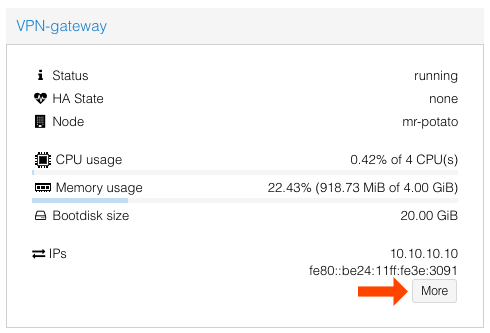 VPN-gateway
Status running
HA State none
Node mr-potato
CPU usage 0.42% of 4 CPU(s)
Memory usage 22.43% (918.73 MiB of 4.00 GiB)
Bootdisk size 20.00 GiB
IPs 10.10.10.10
fe80::be24:11ff:fe3e:3091
More